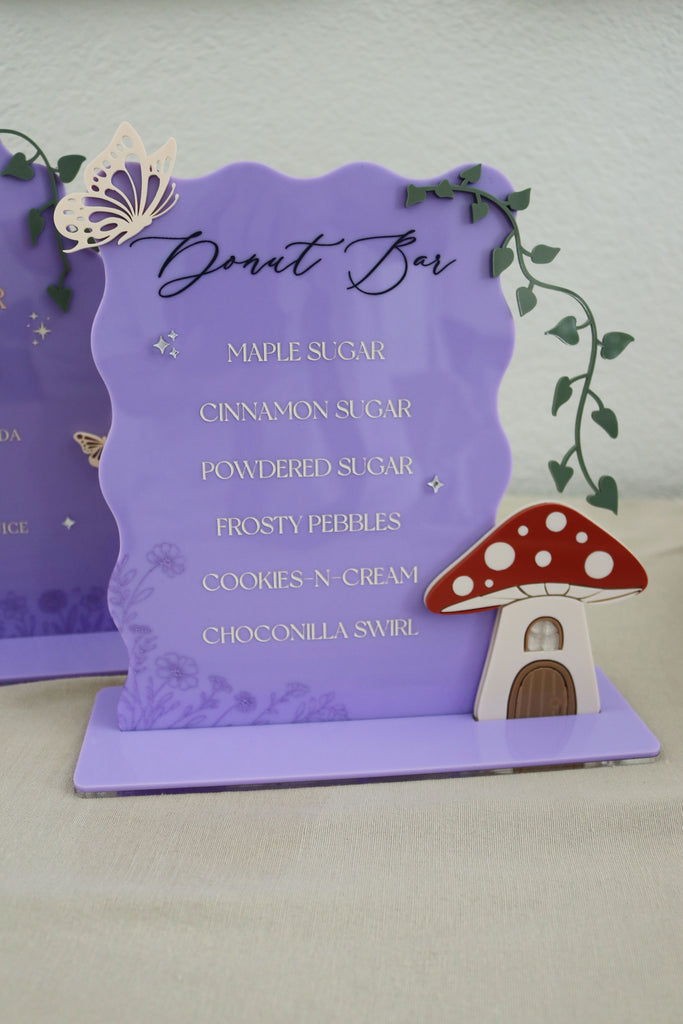 Donut Bar
MAPLE SUGAR
CINNAMON SUGAR
POWDERED SUGAR
FROSTY PEBBLES
COOKIES-N-CREAM
CHOCONILLA SWIRL